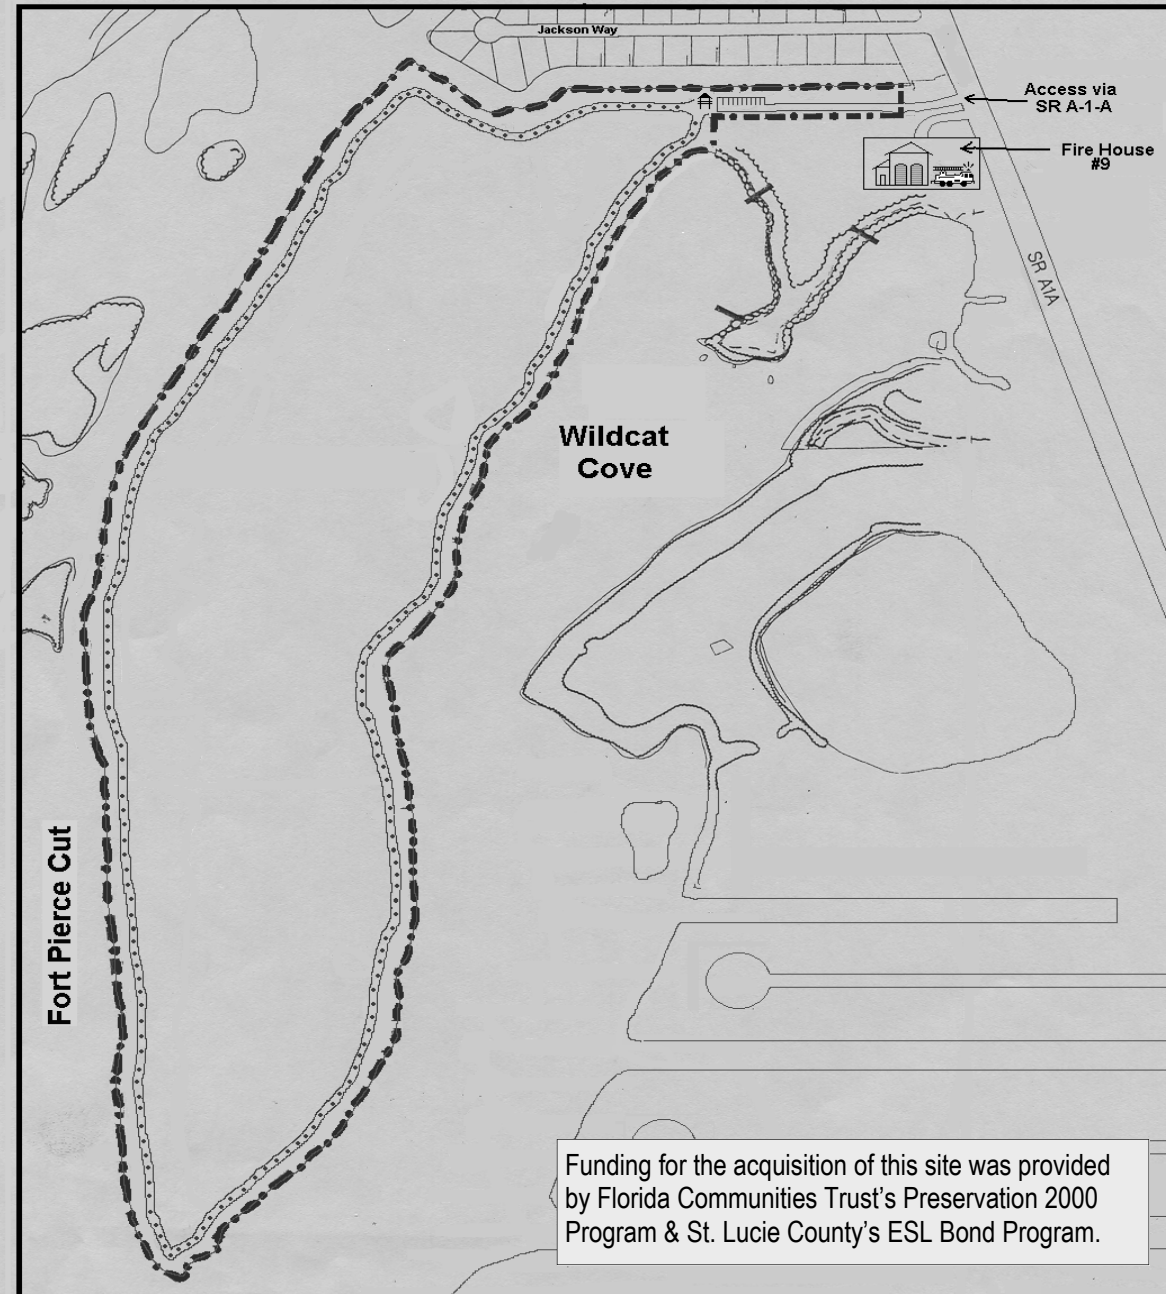 Jackson Way
Access via
SR A-1-A
Fire House
#9
SR A1A
Wildcat
Cove
Fort Pierce Cut
Funding for the acquisition of this site was provided
by Florida Communities Trust’s Preservation 2000
Program & St. Lucie County’s ESL Bond Program.